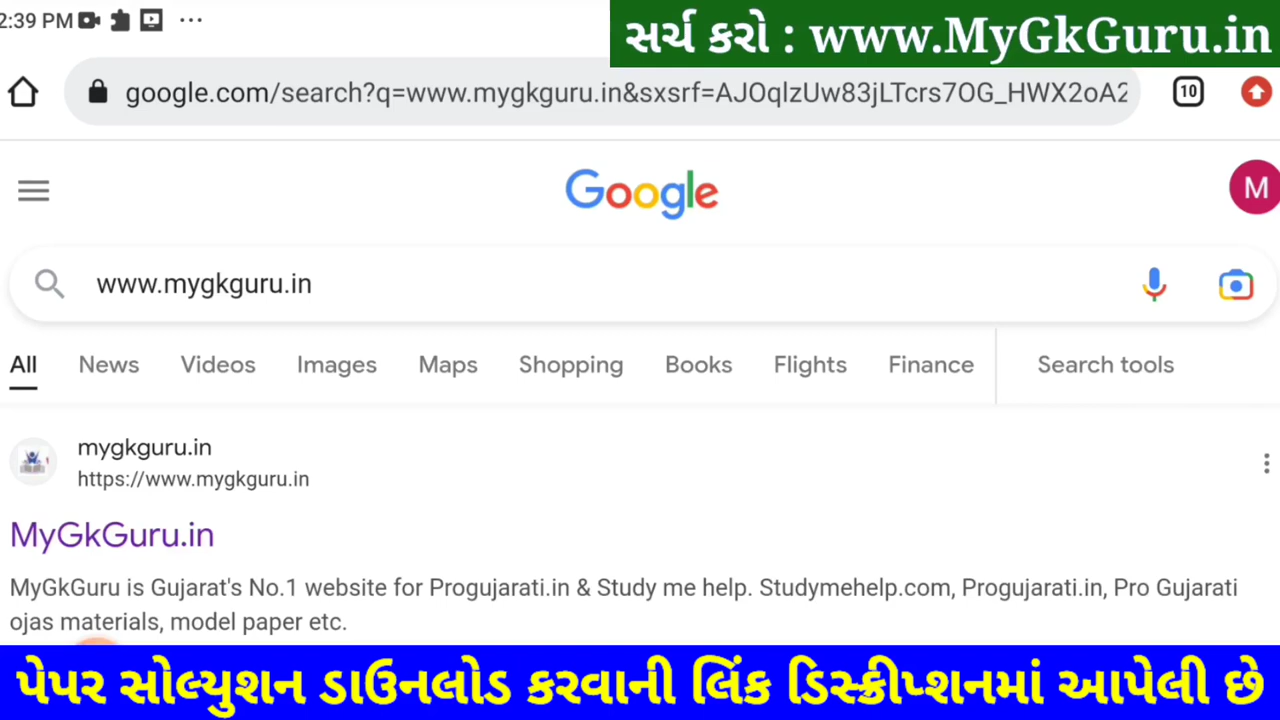 2:39 PM
સર્ચ કરો : www.MyGkGuru.in
google.com/search?q=www.mygkguru.in&sxsrf=AJOqlzUw83jLTcrs7OG_HWX2oA2
10
Google
M
www.mygkguru.in
All News Videos Images Maps Shopping Books Flights Finance Search tools
mygkguru.in
https://www.mygkguru.in
MyGkGuru.in
MyGkGuru is Gujarat's No.1 website for Progujarati.in & Study me help. Studymehelp.com, Progujarati.in, Pro Gujarati
ojas materials, model paper etc.
પેપર સોલ્યુશન ડાઉનલોડ કરવાની લિંક ડિસ્ક્રીપ્શનમાં આપેલી છે